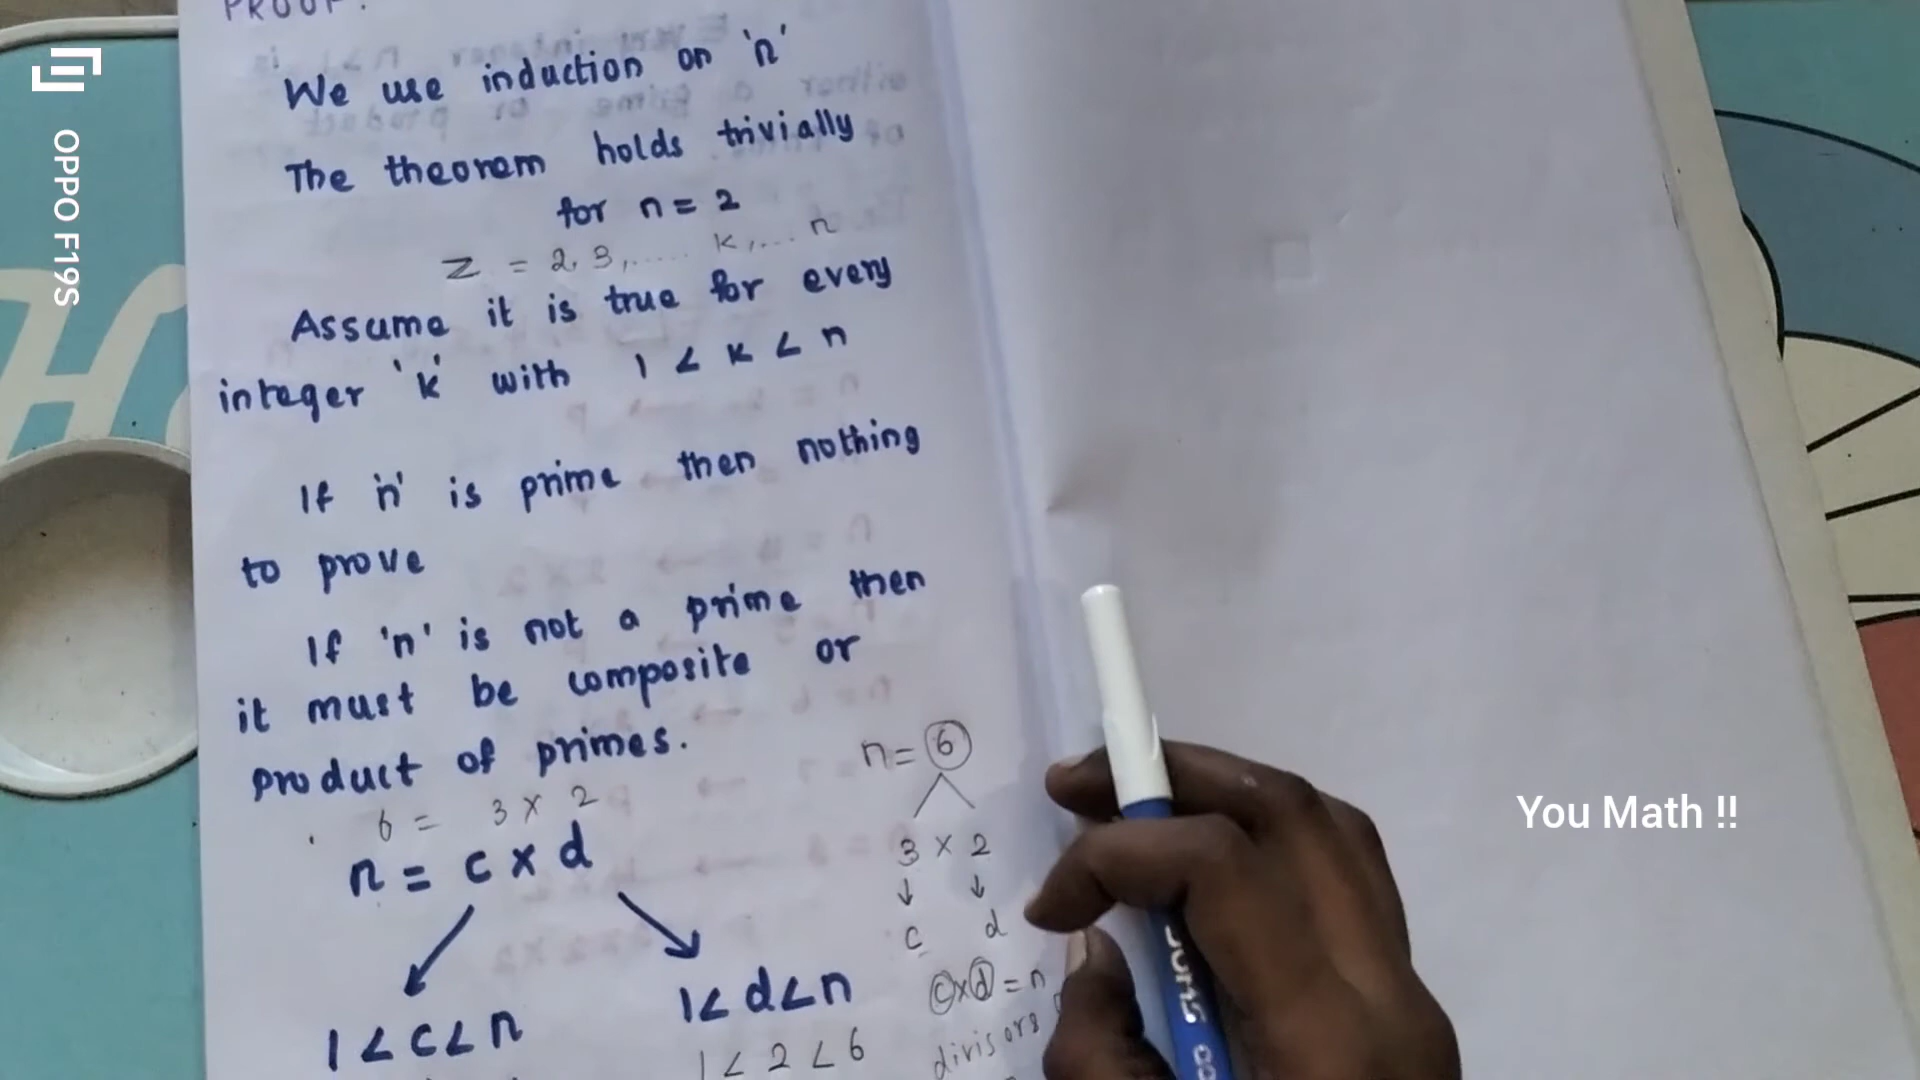 PROOF:
We use induction on 'n'
The theorem holds trivially
for n = 2
Z = 2, 3, ..... k, .... n
Assume it is true for every
integer 'k' with 1 < k < n
If 'n' is prime then nothing
to prove
If 'n' is not a prime then
it must be composite or
product of primes.
6 = 3 x 2
n = c x d
1 < c < n
1 < d < n
1 < 2 < 6
n = 6
3 x 2
c d
c x d = n
divisors
OPPO F19S
You Math !!